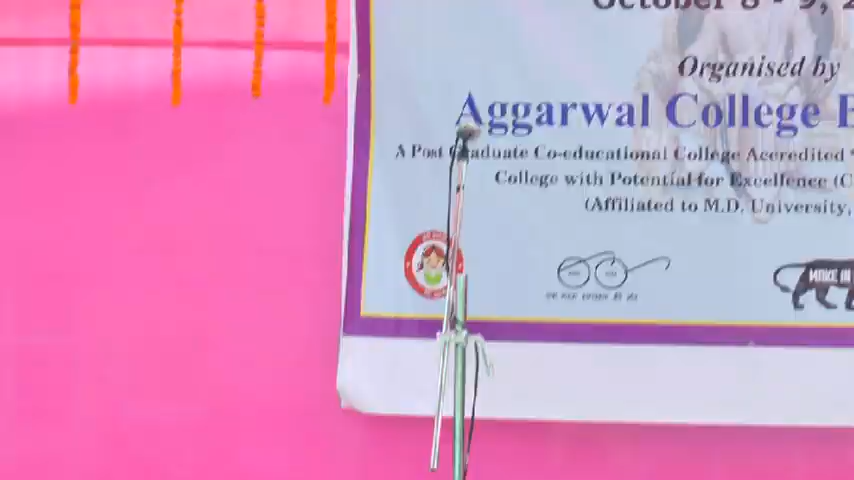 October 8 - 9, 2
Organised by
Aggarwal College B
A Post Graduate Co-educational College Accredited
College with Potential for Excellence (C
(Affiliated to M.D. University,
MAKE IN